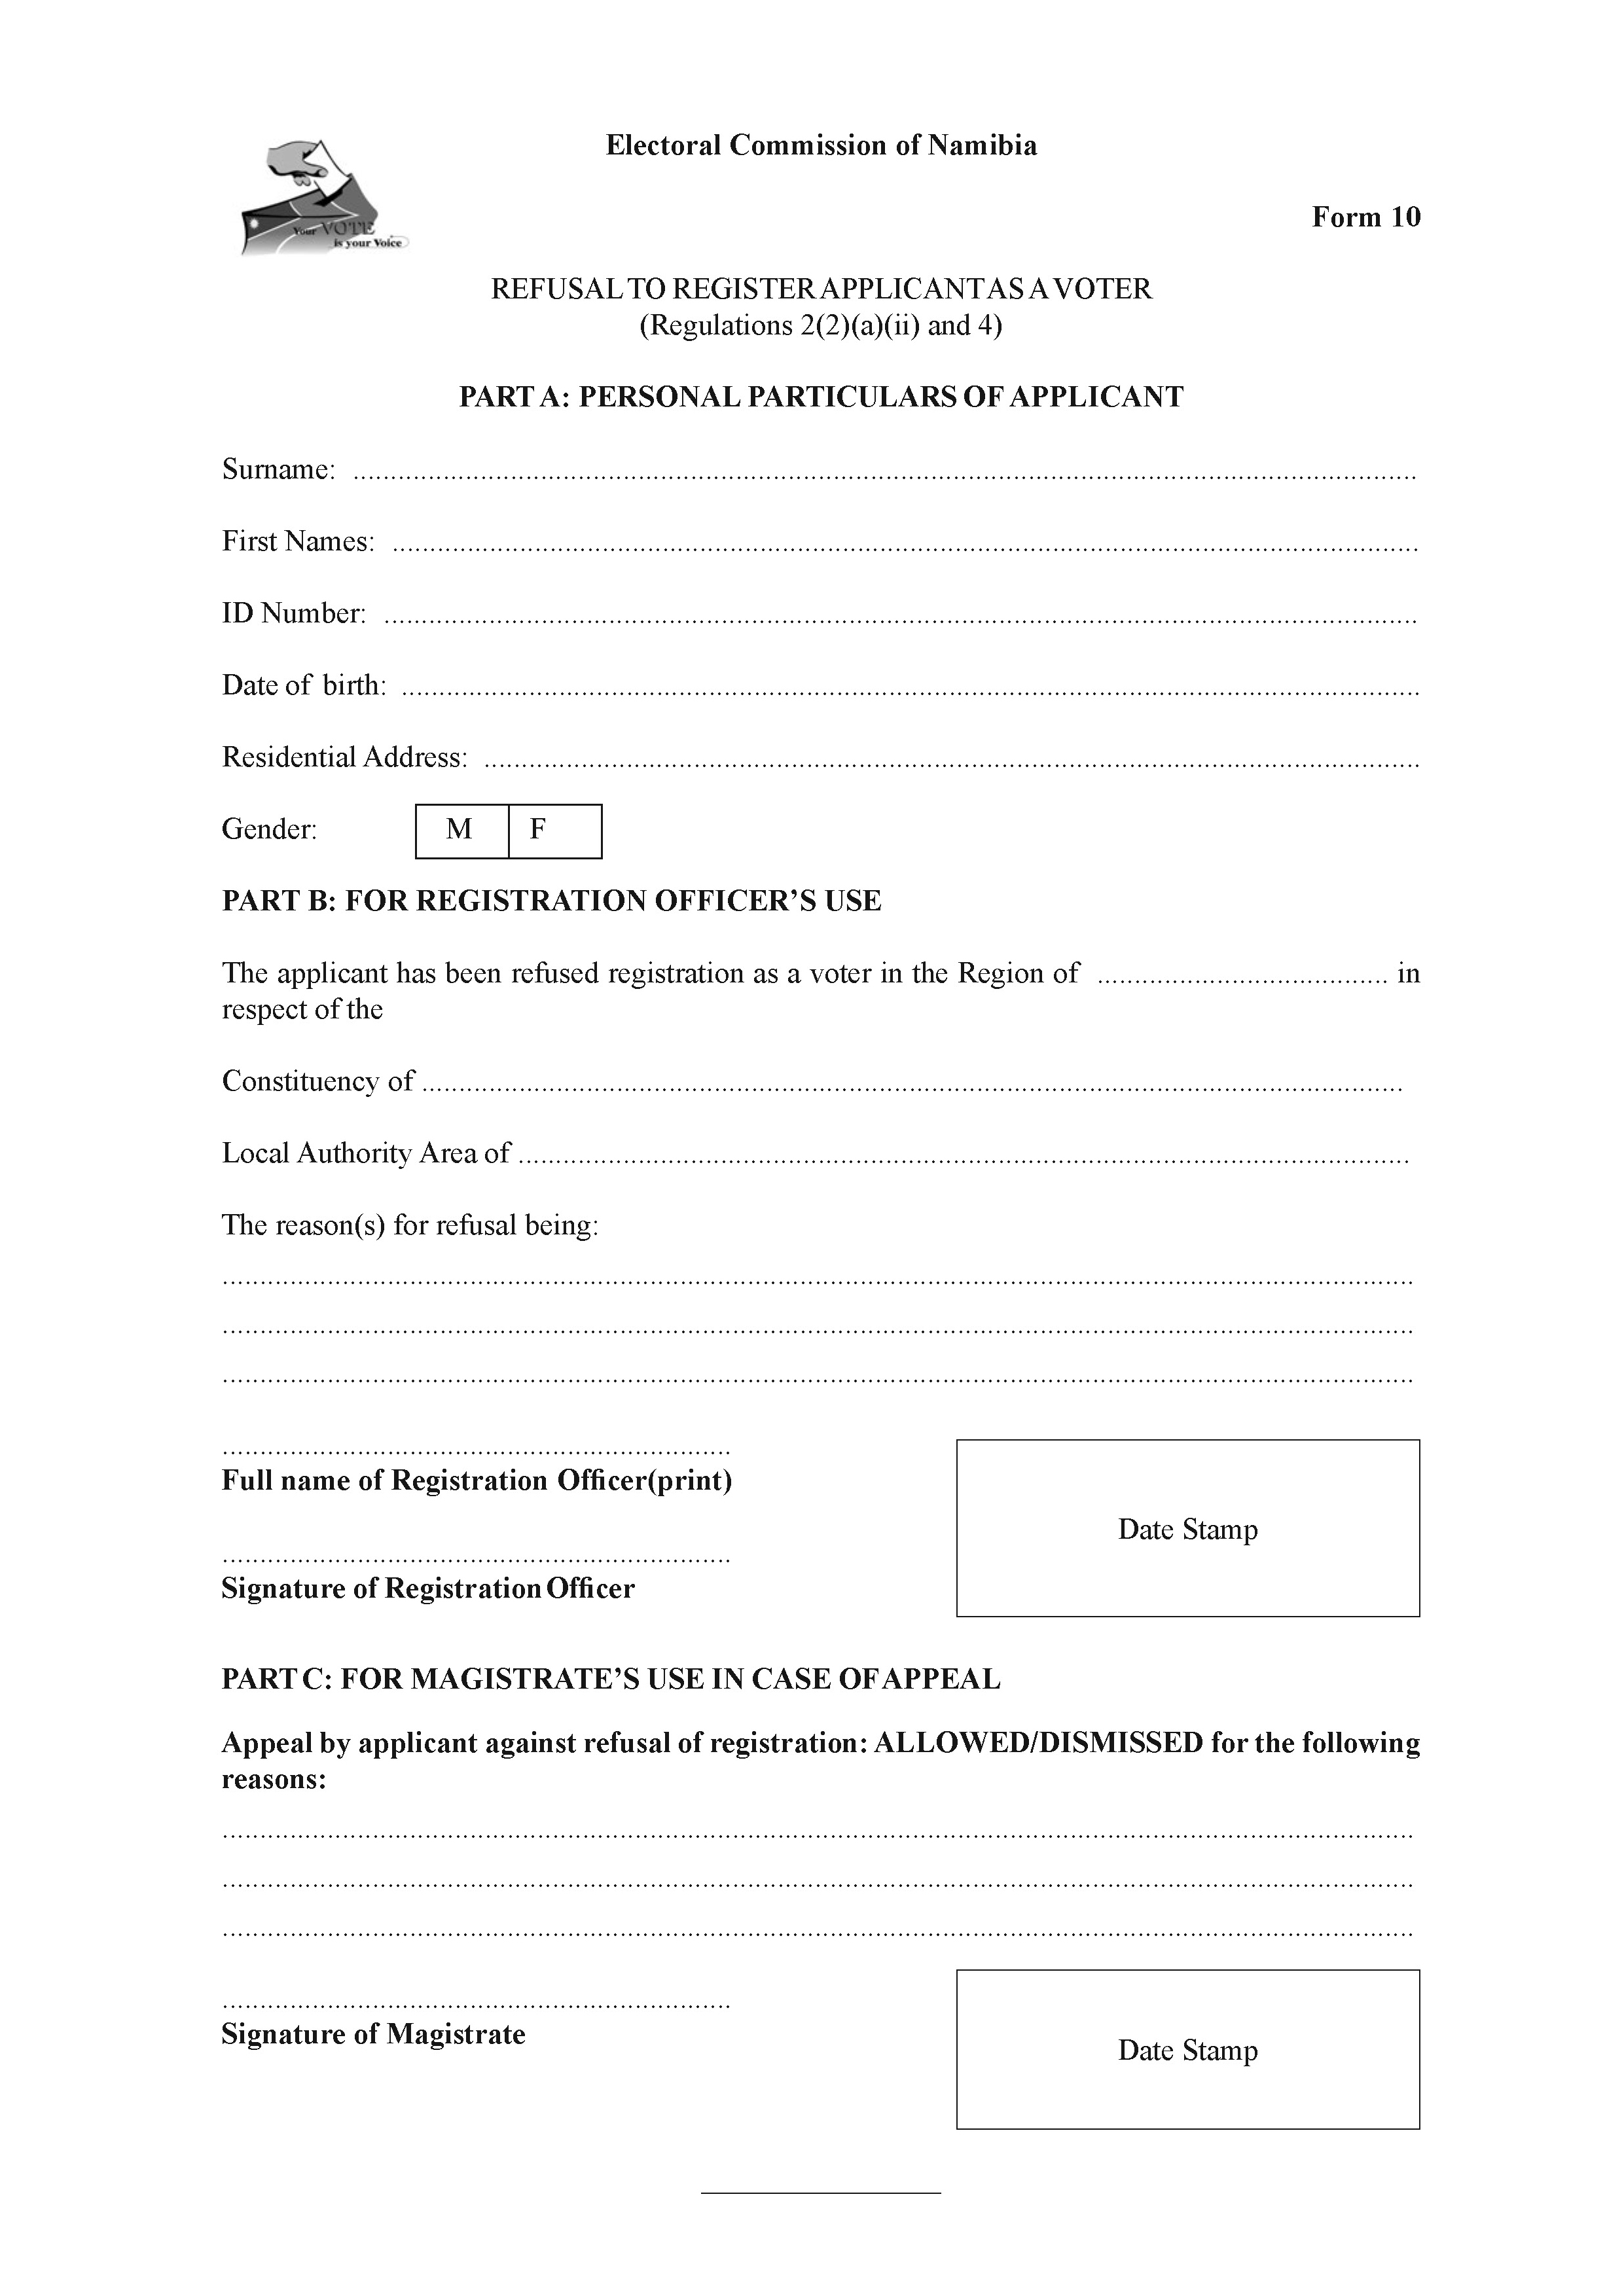 Electoral Commission of Namibia
Your VOTE
is your Voice
Form 10
REFUSAL TO REGISTER APPLICANT AS A VOTER
(Regulations 2(2)(a)(ii) and 4)
PART A: PERSONAL PARTICULARS OF APPLICANT
Surname: ....................
First Names: ....................
ID Number: ....................
Date of birth: ....................
Residential Address: ....................
Gender: M F
PART B: FOR REGISTRATION OFFICER’S USE
The applicant has been refused registration as a voter in the Region of .................... in
respect of the
Constituency of ....................
Local Authority Area of ....................
The reason(s) for refusal being:
....................
....................
....................
....................
Full name of Registration Officer(print)
Date Stamp
....................
Signature of Registration Officer
PART C: FOR MAGISTRATE’S USE IN CASE OF APPEAL
Appeal by applicant against refusal of registration: ALLOWED/DISMISSED for the following
reasons:
....................
....................
....................
....................
Signature of Magistrate
Date Stamp